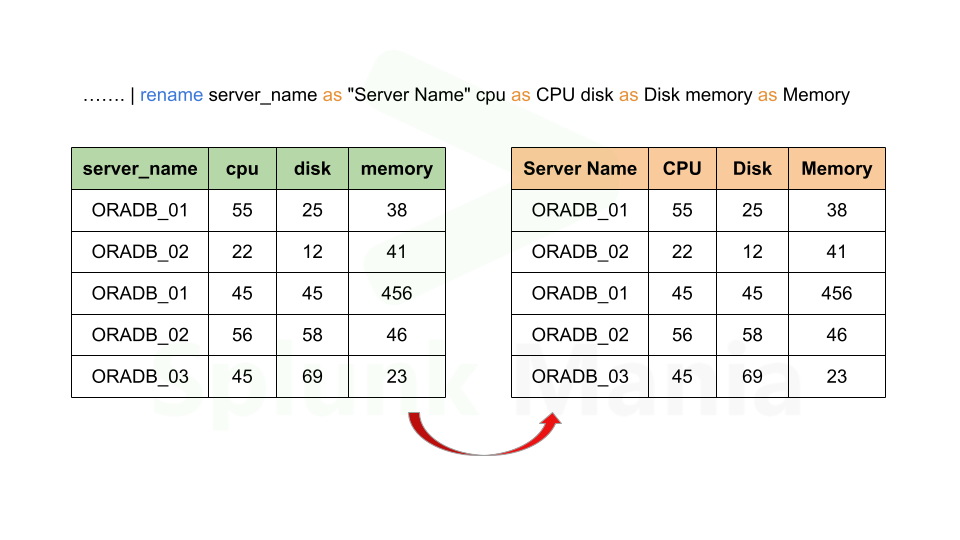 ……. | rename server_name as "Server Name" cpu as CPU disk as Disk memory as Memory
server_name cpu disk memory
ORADB_01 55 25 38
ORADB_02 22 12 41
ORADB_01 45 45 456
ORADB_02 56 58 46
ORADB_03 45 69 23
Server Name CPU Disk Memory
ORADB_01 55 25 38
ORADB_02 22 12 41
ORADB_01 45 45 456
ORADB_02 56 58 46
ORADB_03 45 69 23
Splunk Mania